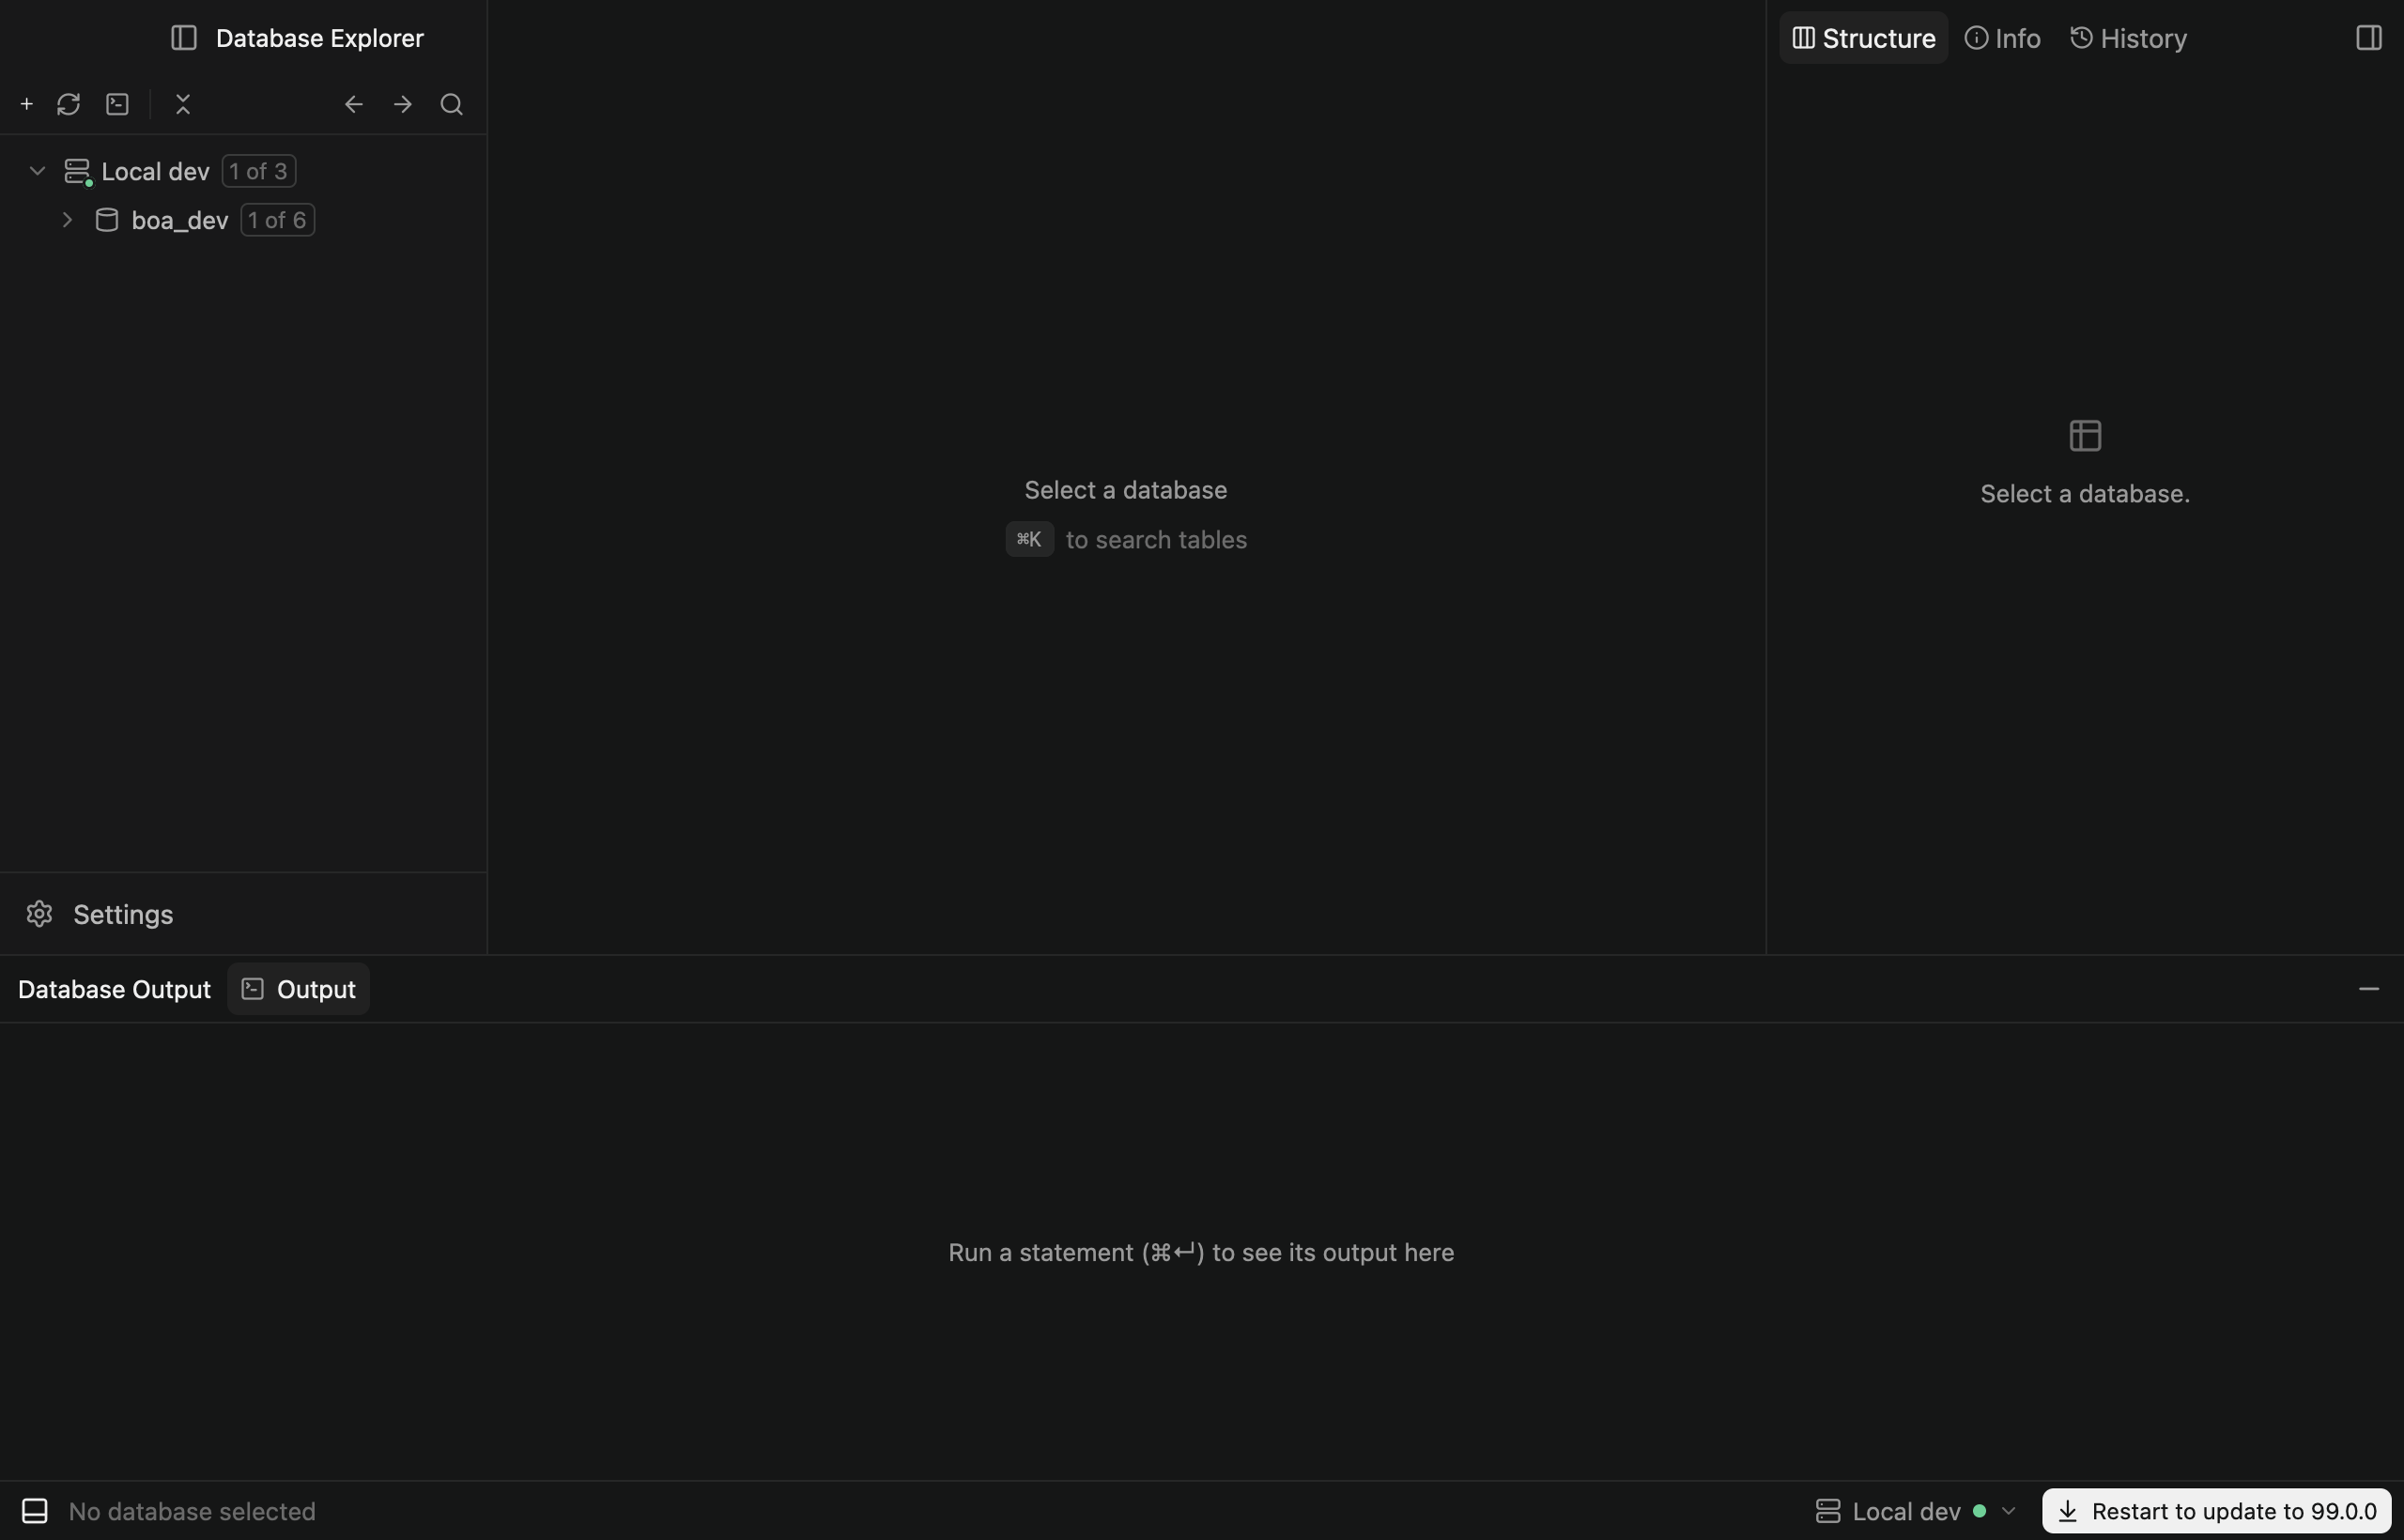 Database Explorer
Structure
Info
History
Local dev 1 of 3
boa_dev 1 of 6
Select a database
⌘K to search tables
Select a database.
Settings
Database Output
Output
Run a statement (⌘↵) to see its output here
No database selected
Local dev
Restart to update to 99.0.0